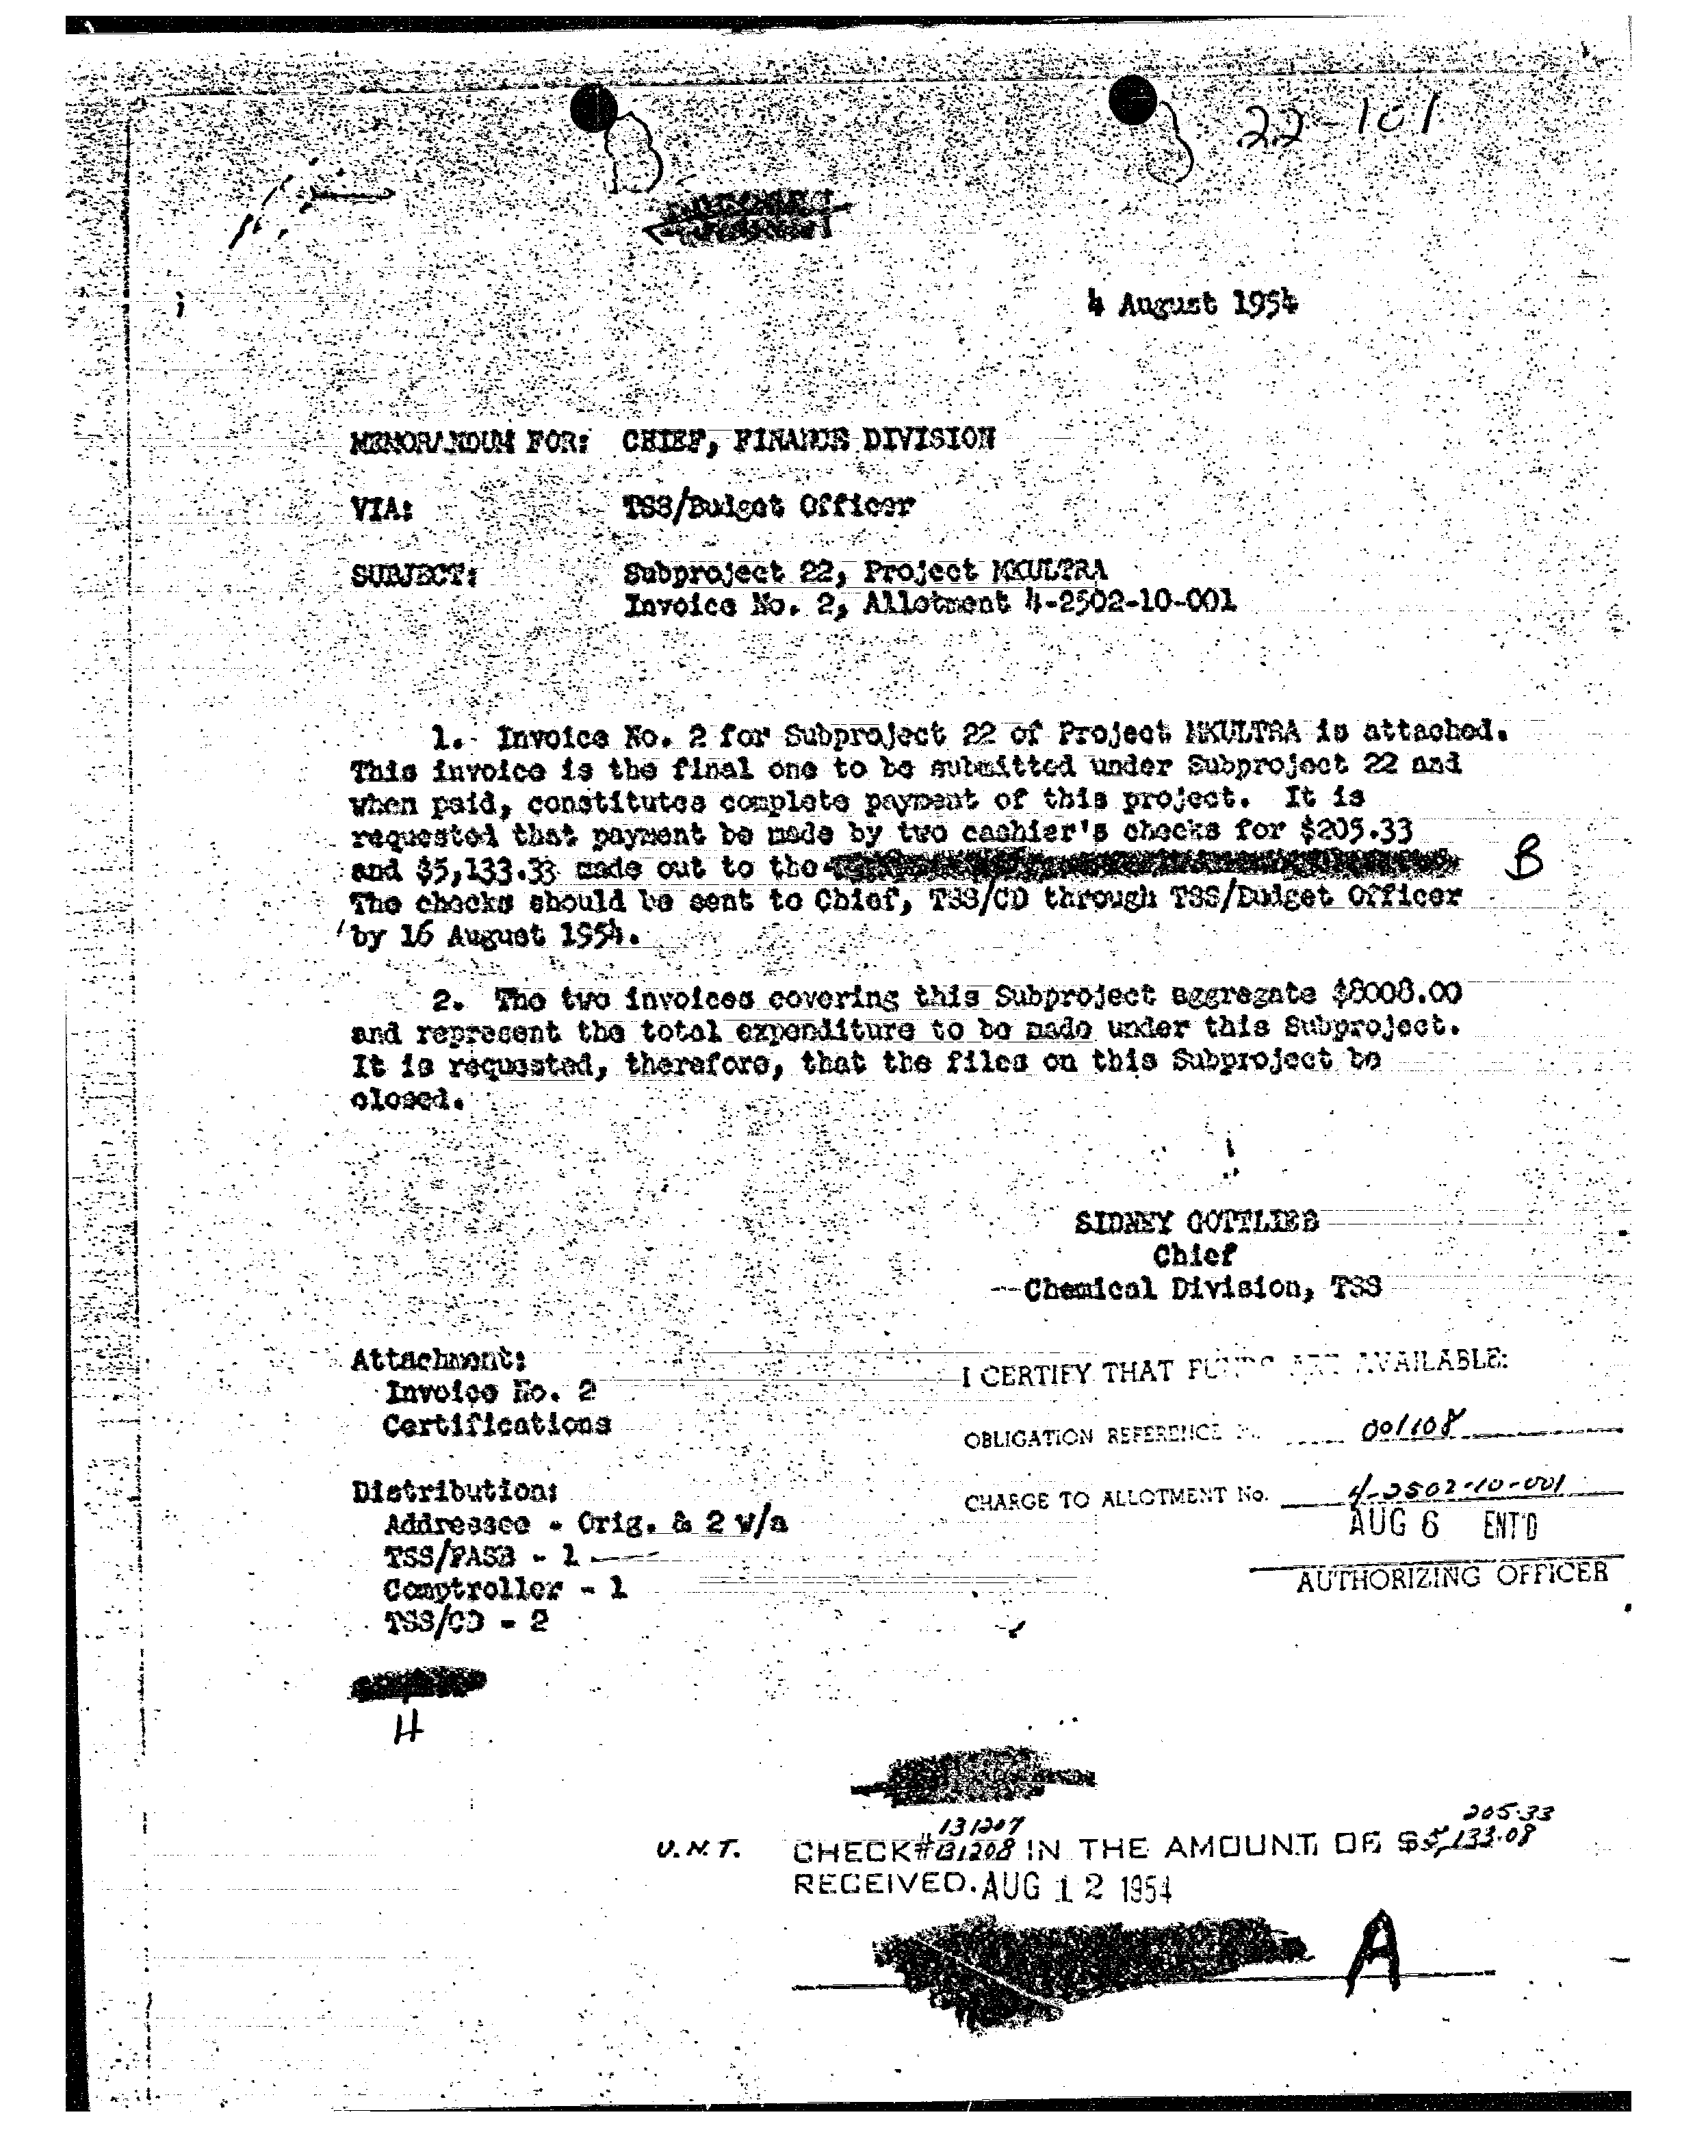 22-101
4 August 1954
MEMORANDUM FOR: CHIEF, FINANCE DIVISION
VIA: TSS/Budget Officer
SUBJECT: Subproject 22, Project MKULTRA
Invoice No. 2, Allotment 4-2502-10-001
1. Invoice No. 2 for Subproject 22 of Project MKULTRA is attached.
This invoice is the final one to be submitted under Subproject 22 and
when paid, constitutes complete payment of this project. It is
requested that payment be made by two cashier's checks for $205.33
and $5,133.33 made out to the
B
The checks should be sent to Chief, TSS/CD through TSS/Budget Officer
by 16 August 1954.
2. The two invoices covering this Subproject aggregate $8008.00
and represent the total expenditure to be made under this Subproject.
It is requested, therefore, that the files on this Subproject be
closed.
SIDNEY GOTTLIEB
Chief
Chemical Division, TSS
Attachment:
Invoice No. 2
Certifications
I CERTIFY THAT FUNDS ARE AVAILABLE:
OBLIGATION REFERENCE 001108
CHARGE TO ALLOTMENT No. 4-2502-10-001
AUG 6 ENT'D
AUTHORIZING OFFICER
Distribution:
Addressee - Orig. & 2 w/a
TSS/FASB - 1
Comptroller - 1
TSS/CD - 2
H
131207
205.33
U.N.T. CHECK# 131208 IN THE AMOUNT OF $5,133.08
RECEIVED. AUG 12 1954
A